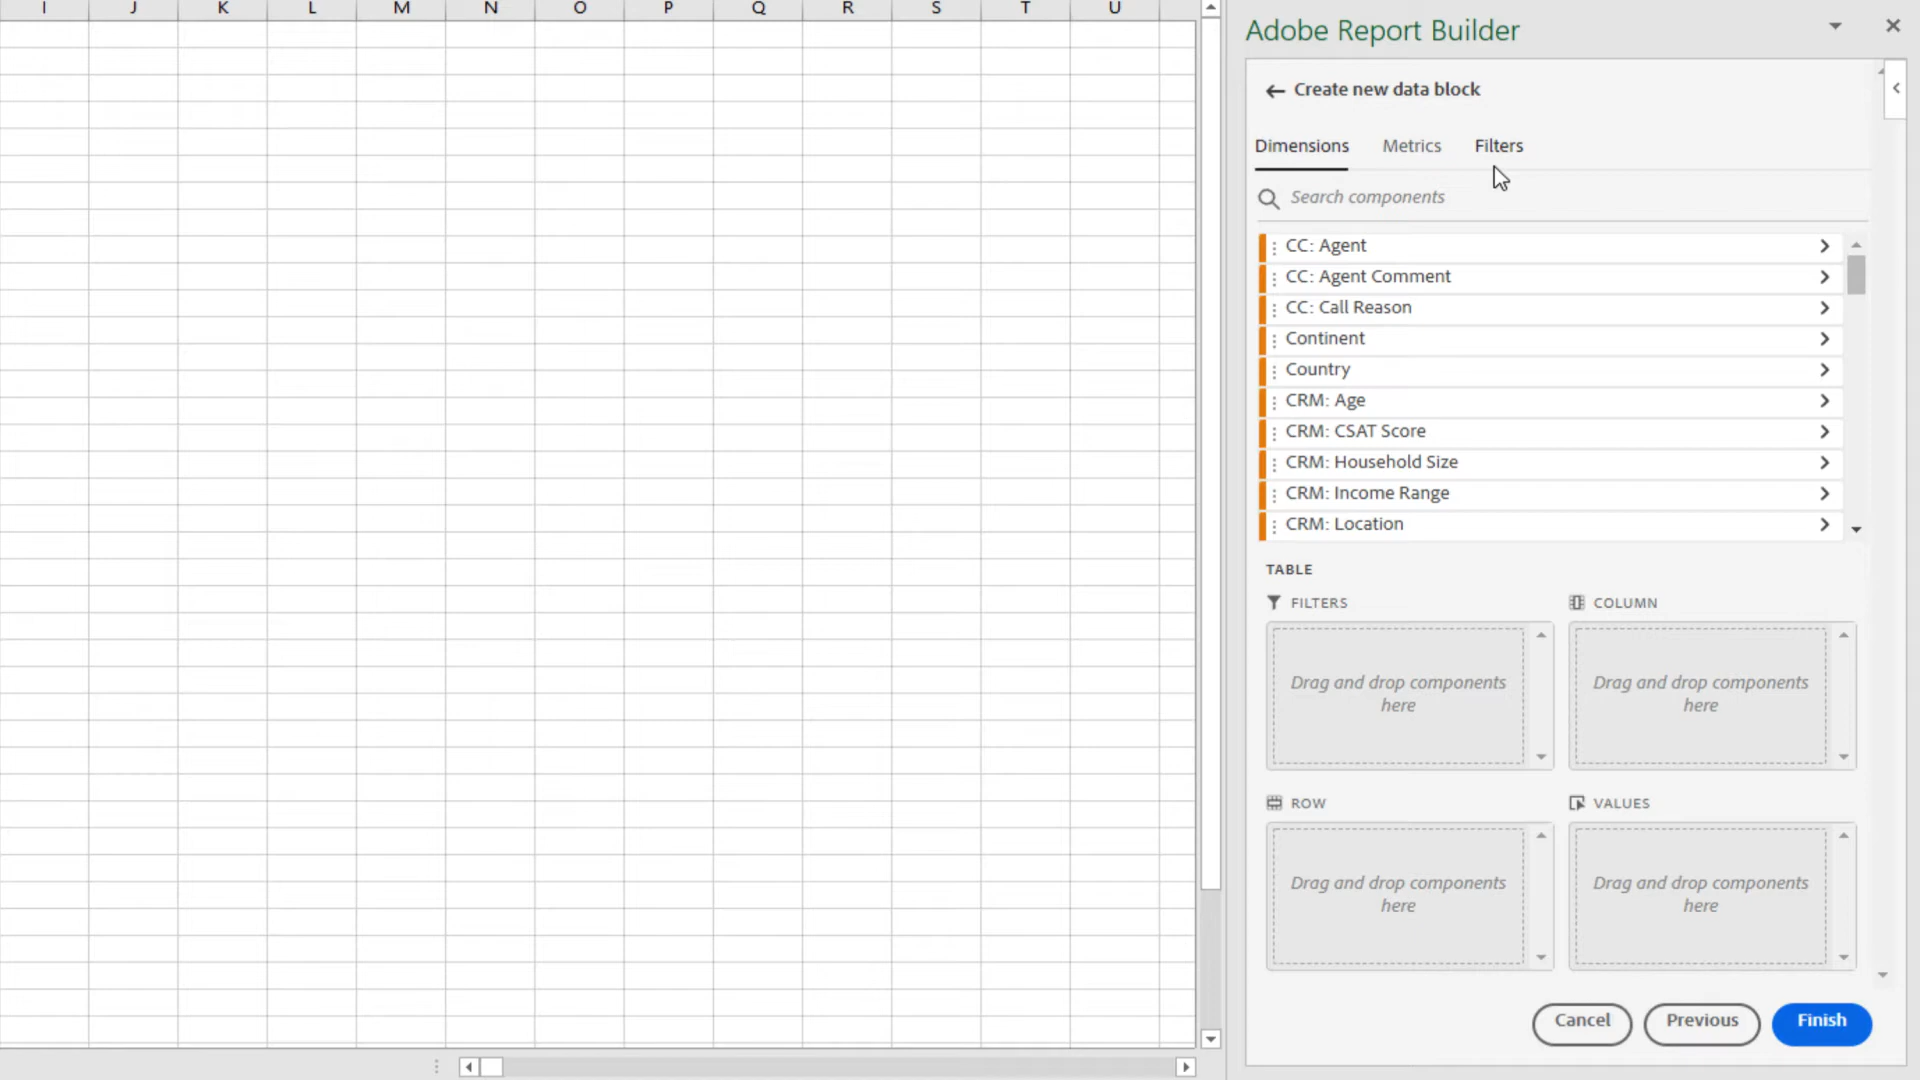 I J K L M N O P Q R S T U
Adobe Report Builder
Create new data block
Dimensions Metrics Filters
Search components
CC: Agent
CC: Agent Comment
CC: Call Reason
Continent
Country
CRM: Age
CRM: CSAT Score
CRM: Household Size
CRM: Income Range
CRM: Location
TABLE
FILTERS COLUMN
Drag and drop components
here
Drag and drop components
here
ROW VALUES
Drag and drop components
here
Drag and drop components
here
Cancel Previous Finish